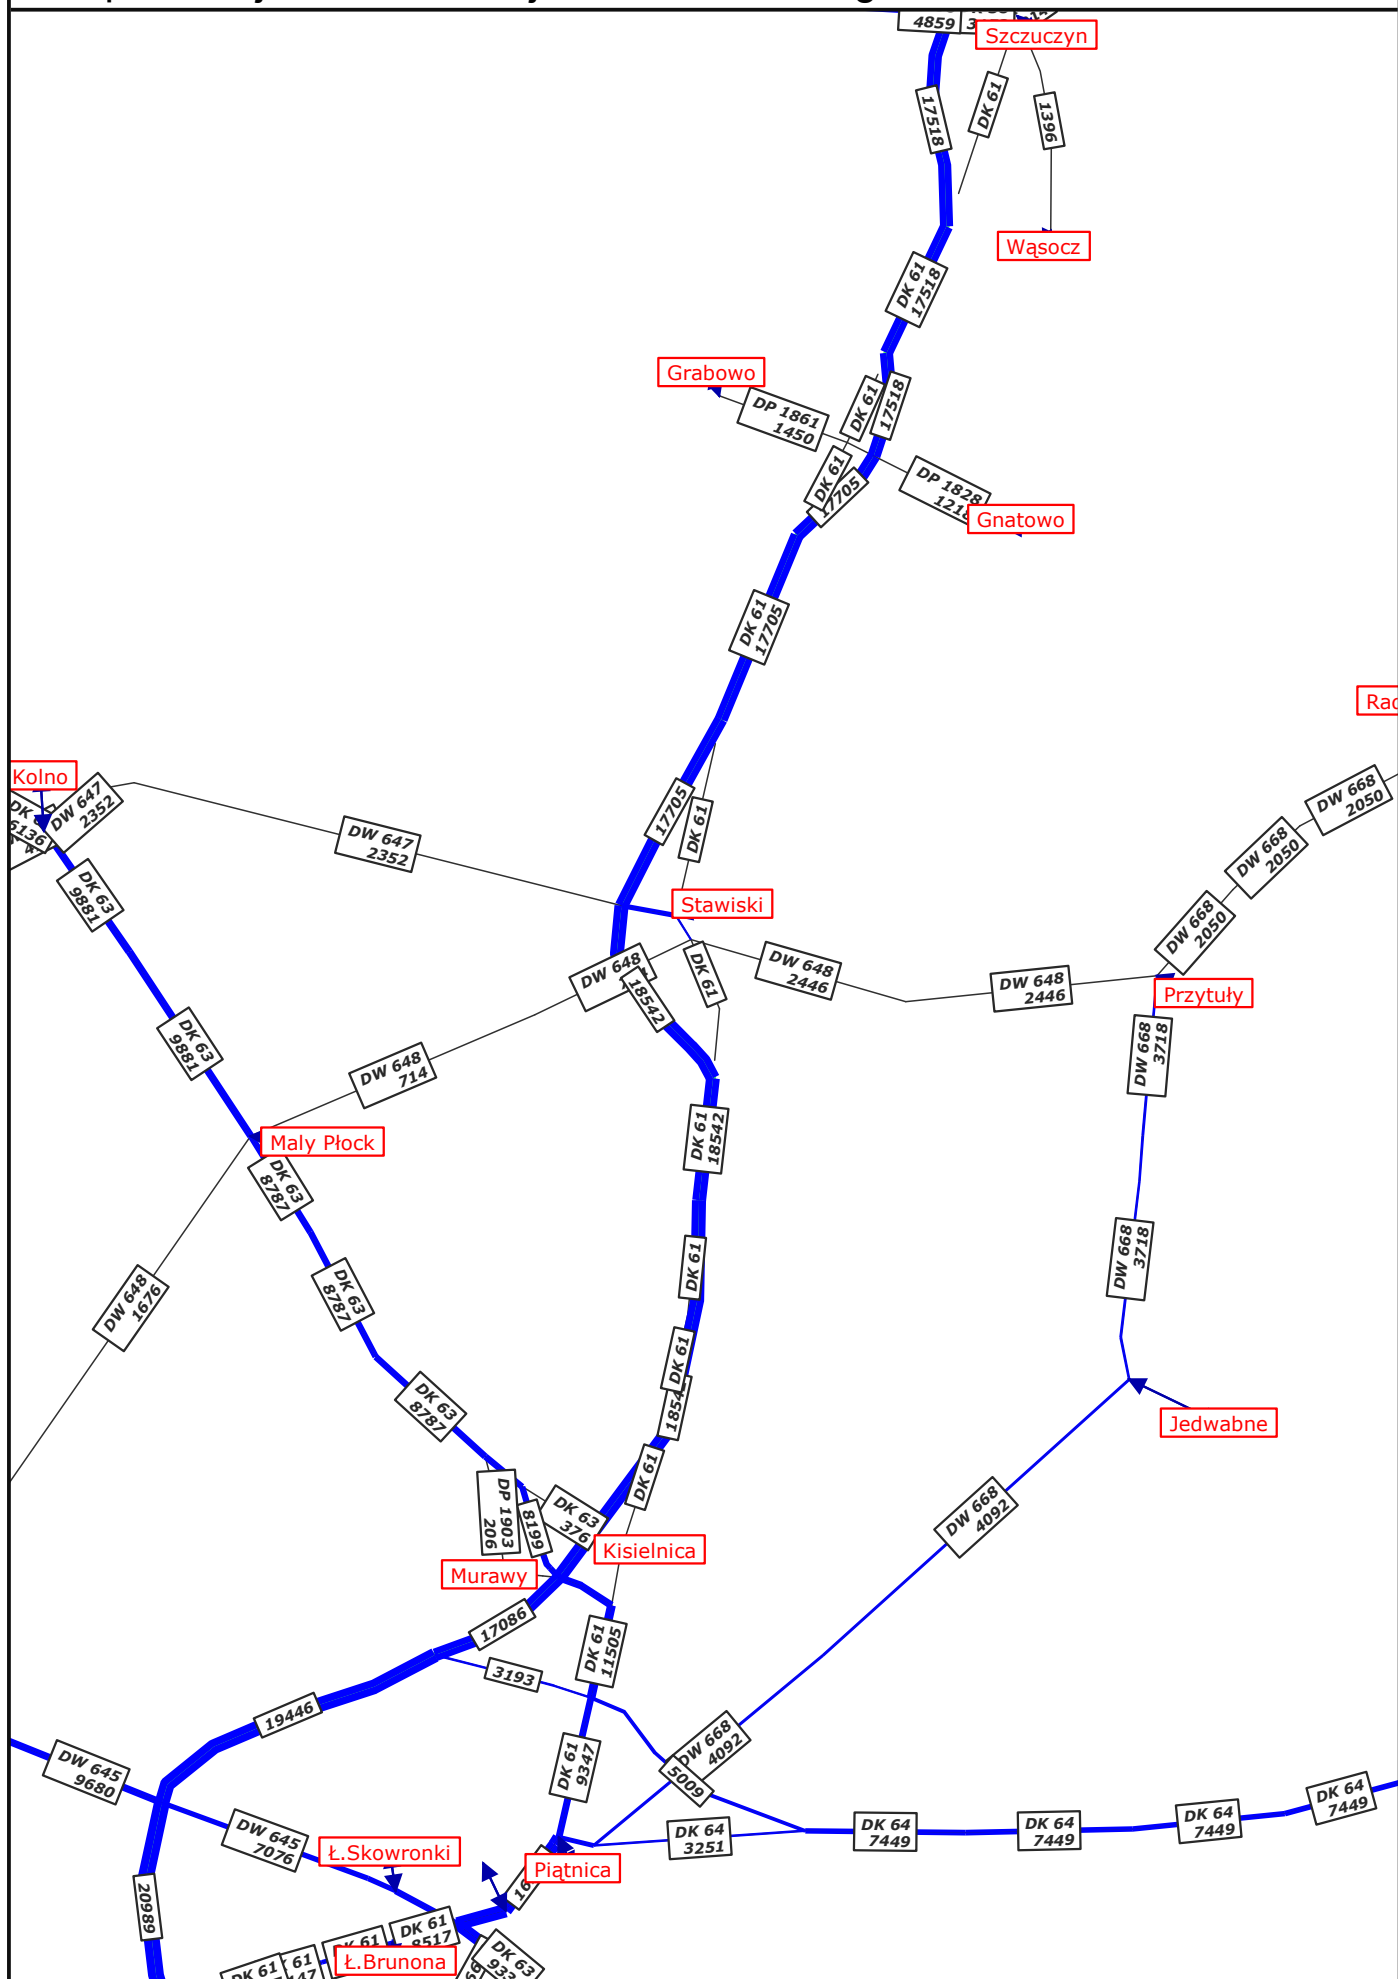 4859
Szczuczyn
17518
DK 61
1396
Wąsocz
DK 61
17518
Grabowo
DP 1861
1450
DK 61
17518
DK 61
17705
DP 1828
Gnatowo
DK 61
17705
Kolno
6136
DW 647
2352
DW 647
2352
17705
DK 61
DW 668
2050
DW 668
2050
DK 63
9881
Stawiski
DW 668
2050
DW 648
18542
DK 61
DW 648
2446
DW 648
2446
Przytuły
DK 63
9881
DW 648
714
DW 668
3718
Maly Płock
DK 61
18542
DK 63
8787
DW 648
1676
DK 63
8787
DK 61
DW 668
3718
DK 61
DK 63
8787
Jedwabne
DK 61
DP 1903
206
8199
DK 63
376
DW 668
4092
Kisielnica
Murawy
17086
DK 61
11505
3193
19446
DW 668
4092
5009
DK 61
9347
DW 645
9680
DW 645
7076
DK 64
3251
DK 64
7449
DK 64
7449
DK 64
7449
DK 64
7449
Ł.Skowronki
Piątnica
20989
DK 61
8517
DK 61
Ł.Brunona
DK 63